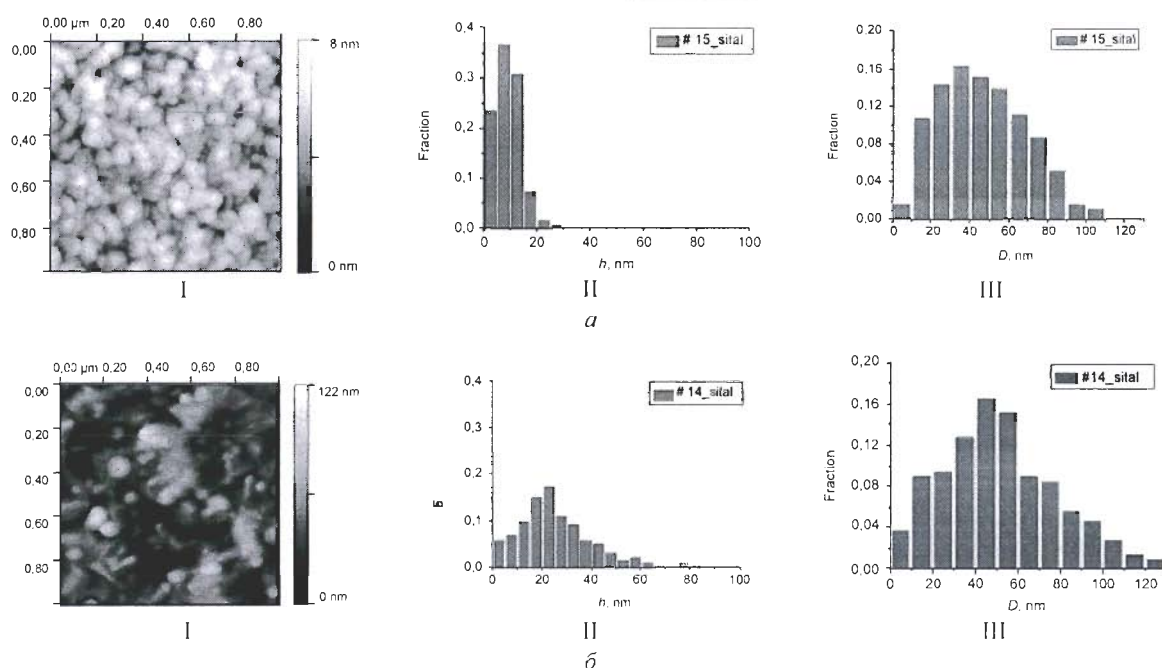 0,00 µm 0,20 0,40 0,60 0,80
0,00
0,20
0,40
0,60
0,80
8 nm
0 nm
I
# 15_sital
Fraction
0,4
0,3
0,2
0,1
0,0
0 20 40 60 80 100
h, nm
II
# 15_sital
Fraction
0,20
0,16
0,12
0,08
0,04
0,00
0 20 40 60 80 100 120
D, nm
III
а
0,00 µm 0,20 0,40 0,60 0,80
0,00
0,20
0,40
0,60
0,80
122 nm
0 nm
I
# 14_sital
0,4
0,3
0,2
0,1
0,0
0 20 40 60 80 100
h, nm
II
#14_sital
Fraction
0,20
0,16
0,12
0,08
0,04
0,00
0 20 40 60 80 100 120
D, nm
III
б